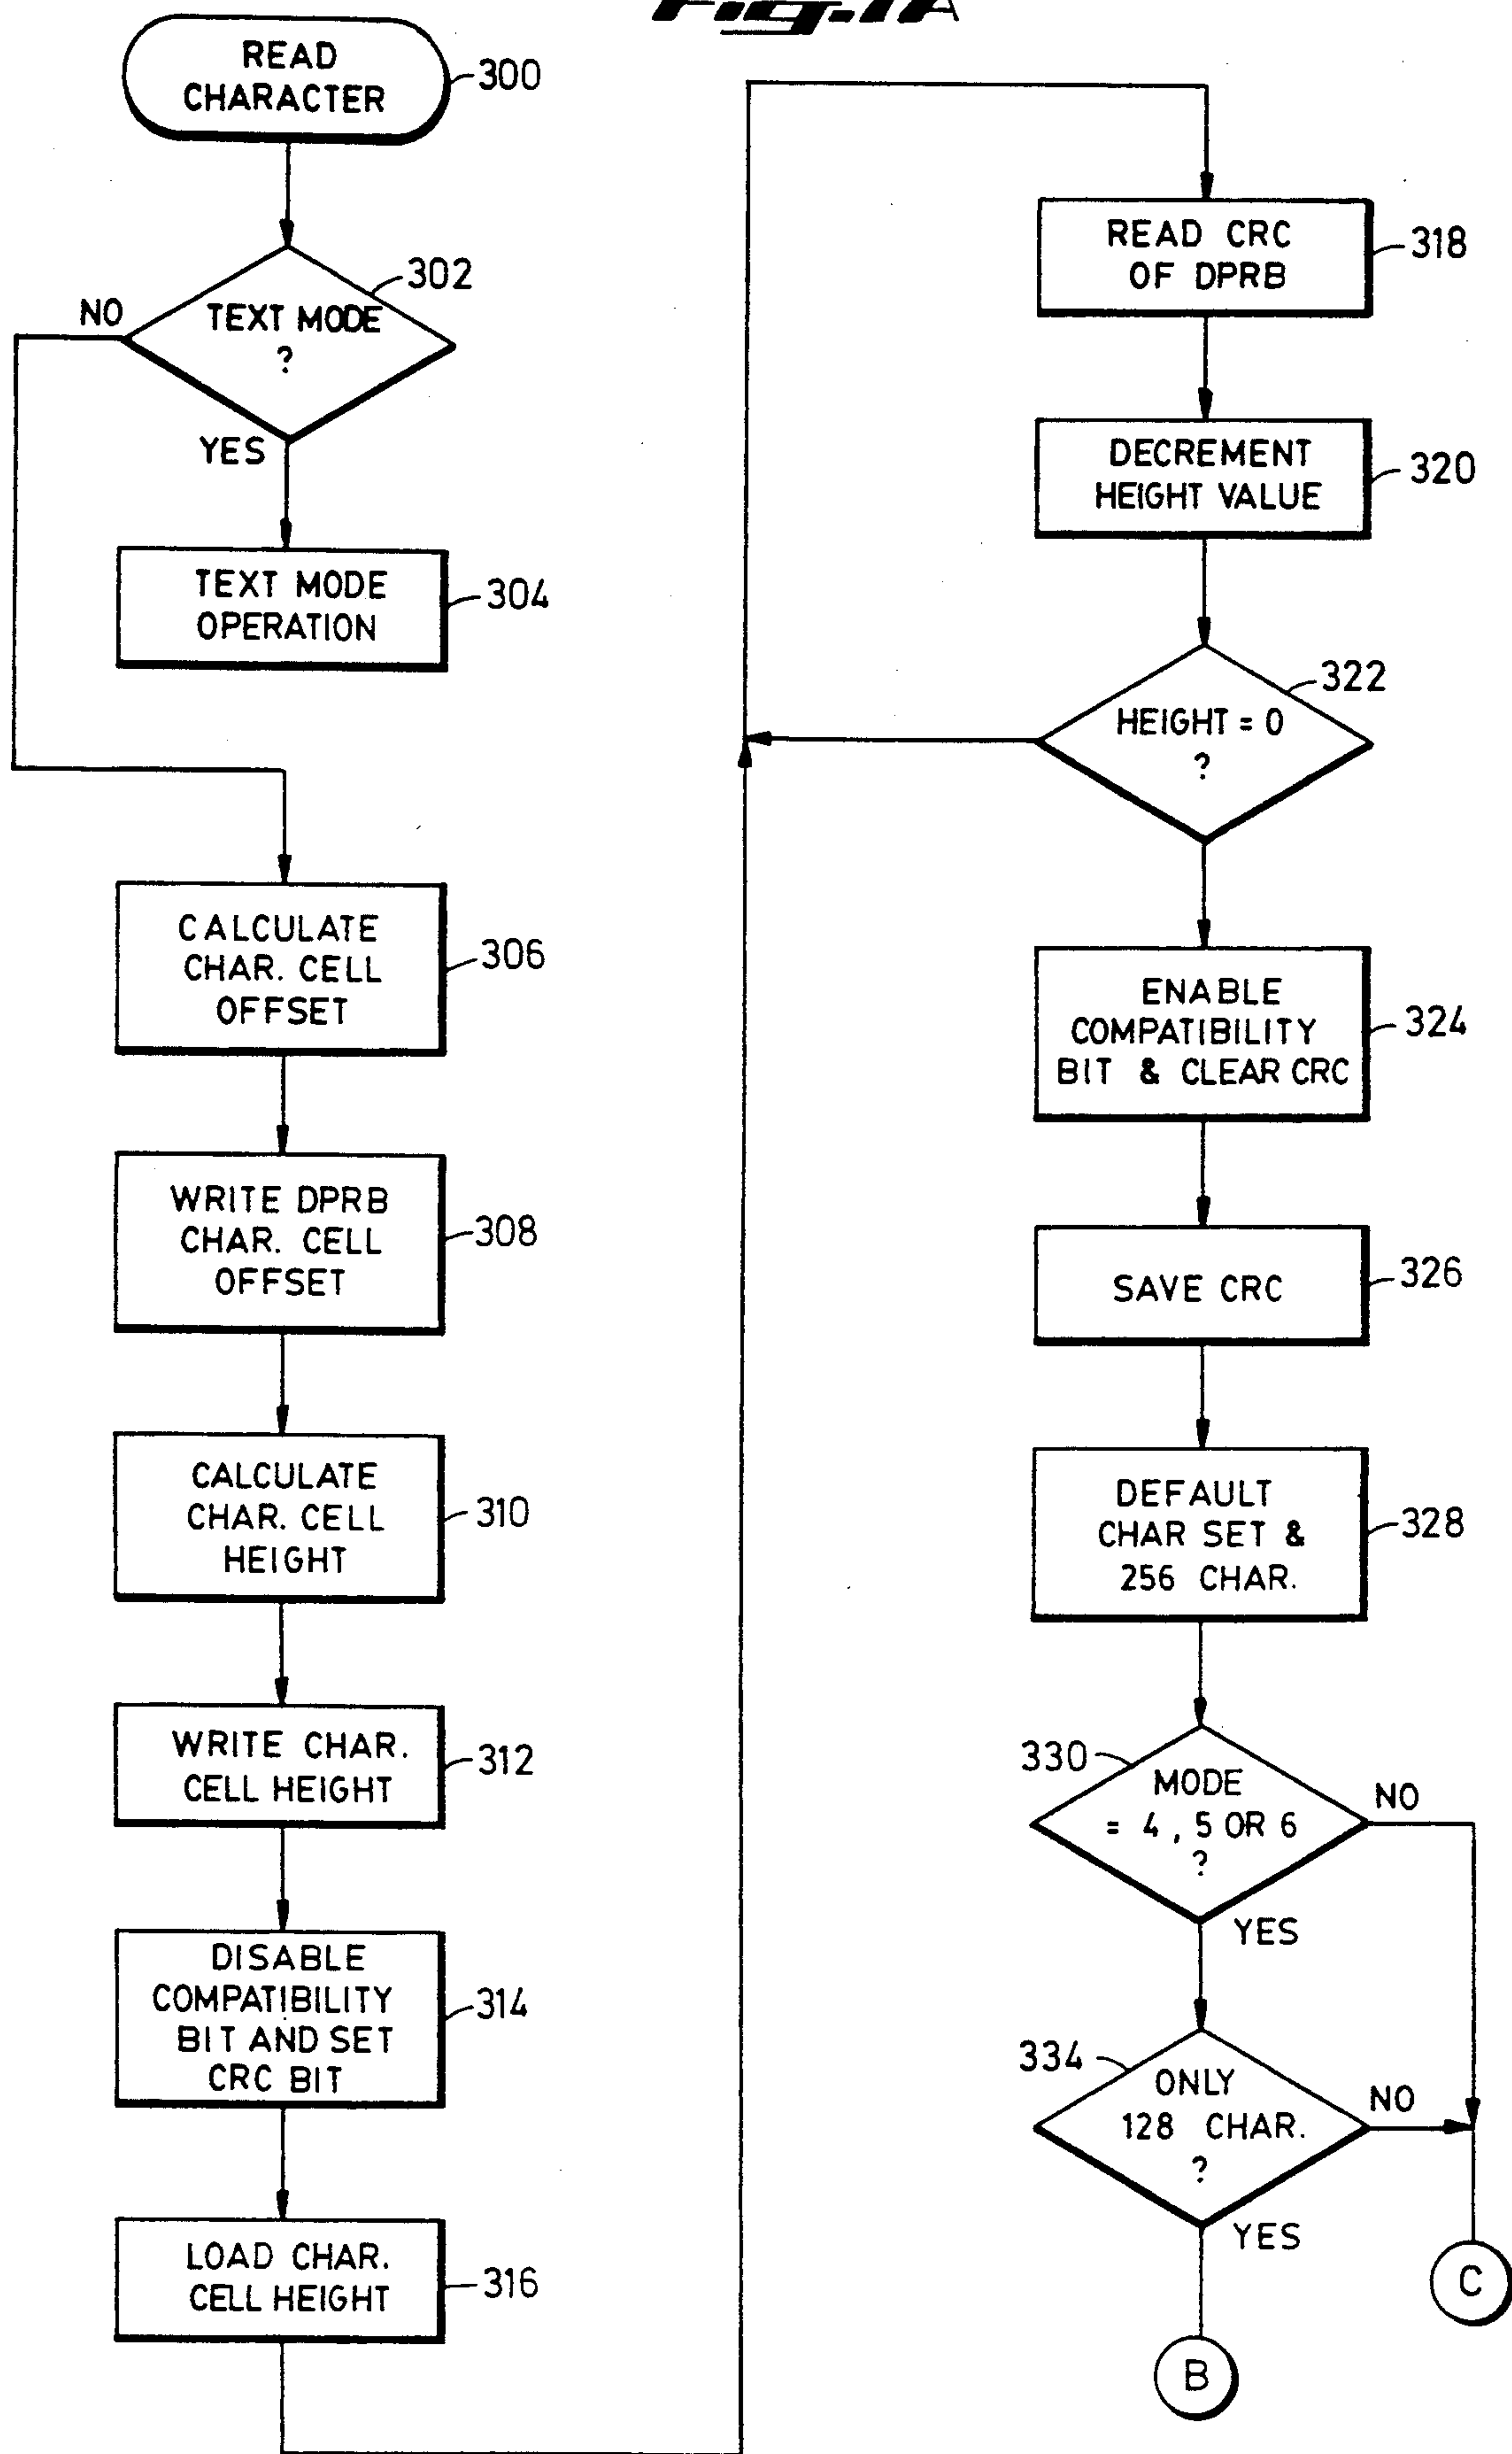 Fig. 11A
READ
CHARACTER
300
302
NO
TEXT MODE
?
YES
TEXT MODE
OPERATION
304
CALCULATE
CHAR. CELL
OFFSET
306
WRITE DPRB
CHAR. CELL
OFFSET
308
CALCULATE
CHAR. CELL
HEIGHT
310
WRITE CHAR.
CELL HEIGHT
312
DISABLE
COMPATIBILITY
BIT AND SET
CRC BIT
314
LOAD CHAR.
CELL HEIGHT
316
READ CRC
OF DPRB
318
DECREMENT
HEIGHT VALUE
320
322
HEIGHT = 0
?
ENABLE
COMPATIBILITY
BIT & CLEAR CRC
324
SAVE CRC
326
DEFAULT
CHAR SET &
256 CHAR.
328
330
MODE
= 4 , 5 OR 6
?
NO
YES
334
ONLY
128 CHAR.
?
NO
YES
C
B